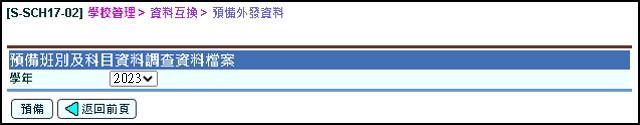 [S-SCH17-02] 學校管理 > 資料互換 > 預備外發資料
預備班別及科目資料調查資料檔案
學年 2023
預備 返回前頁